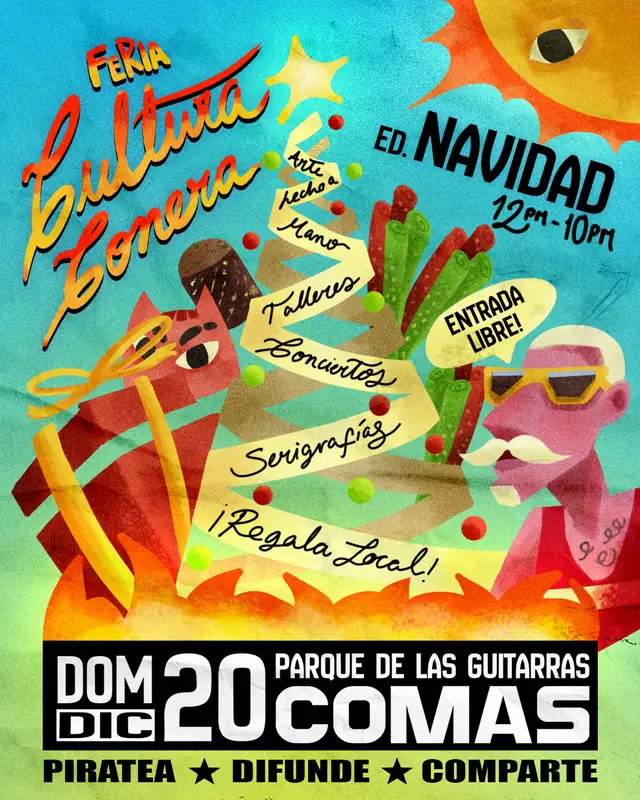 FERIA
Cultura
Conera
ED. NAVIDAD
12PM - 10PM
Arte
hecho a
Mano
Talleres
Conciertos
Serigrafías
¡Regala Local!
ENTRADA
LIBRE!
DOM
DIC
20
PARQUE DE LAS GUITARRAS
COMAS
PIRATEA ★ DIFUNDE ★ COMPARTE